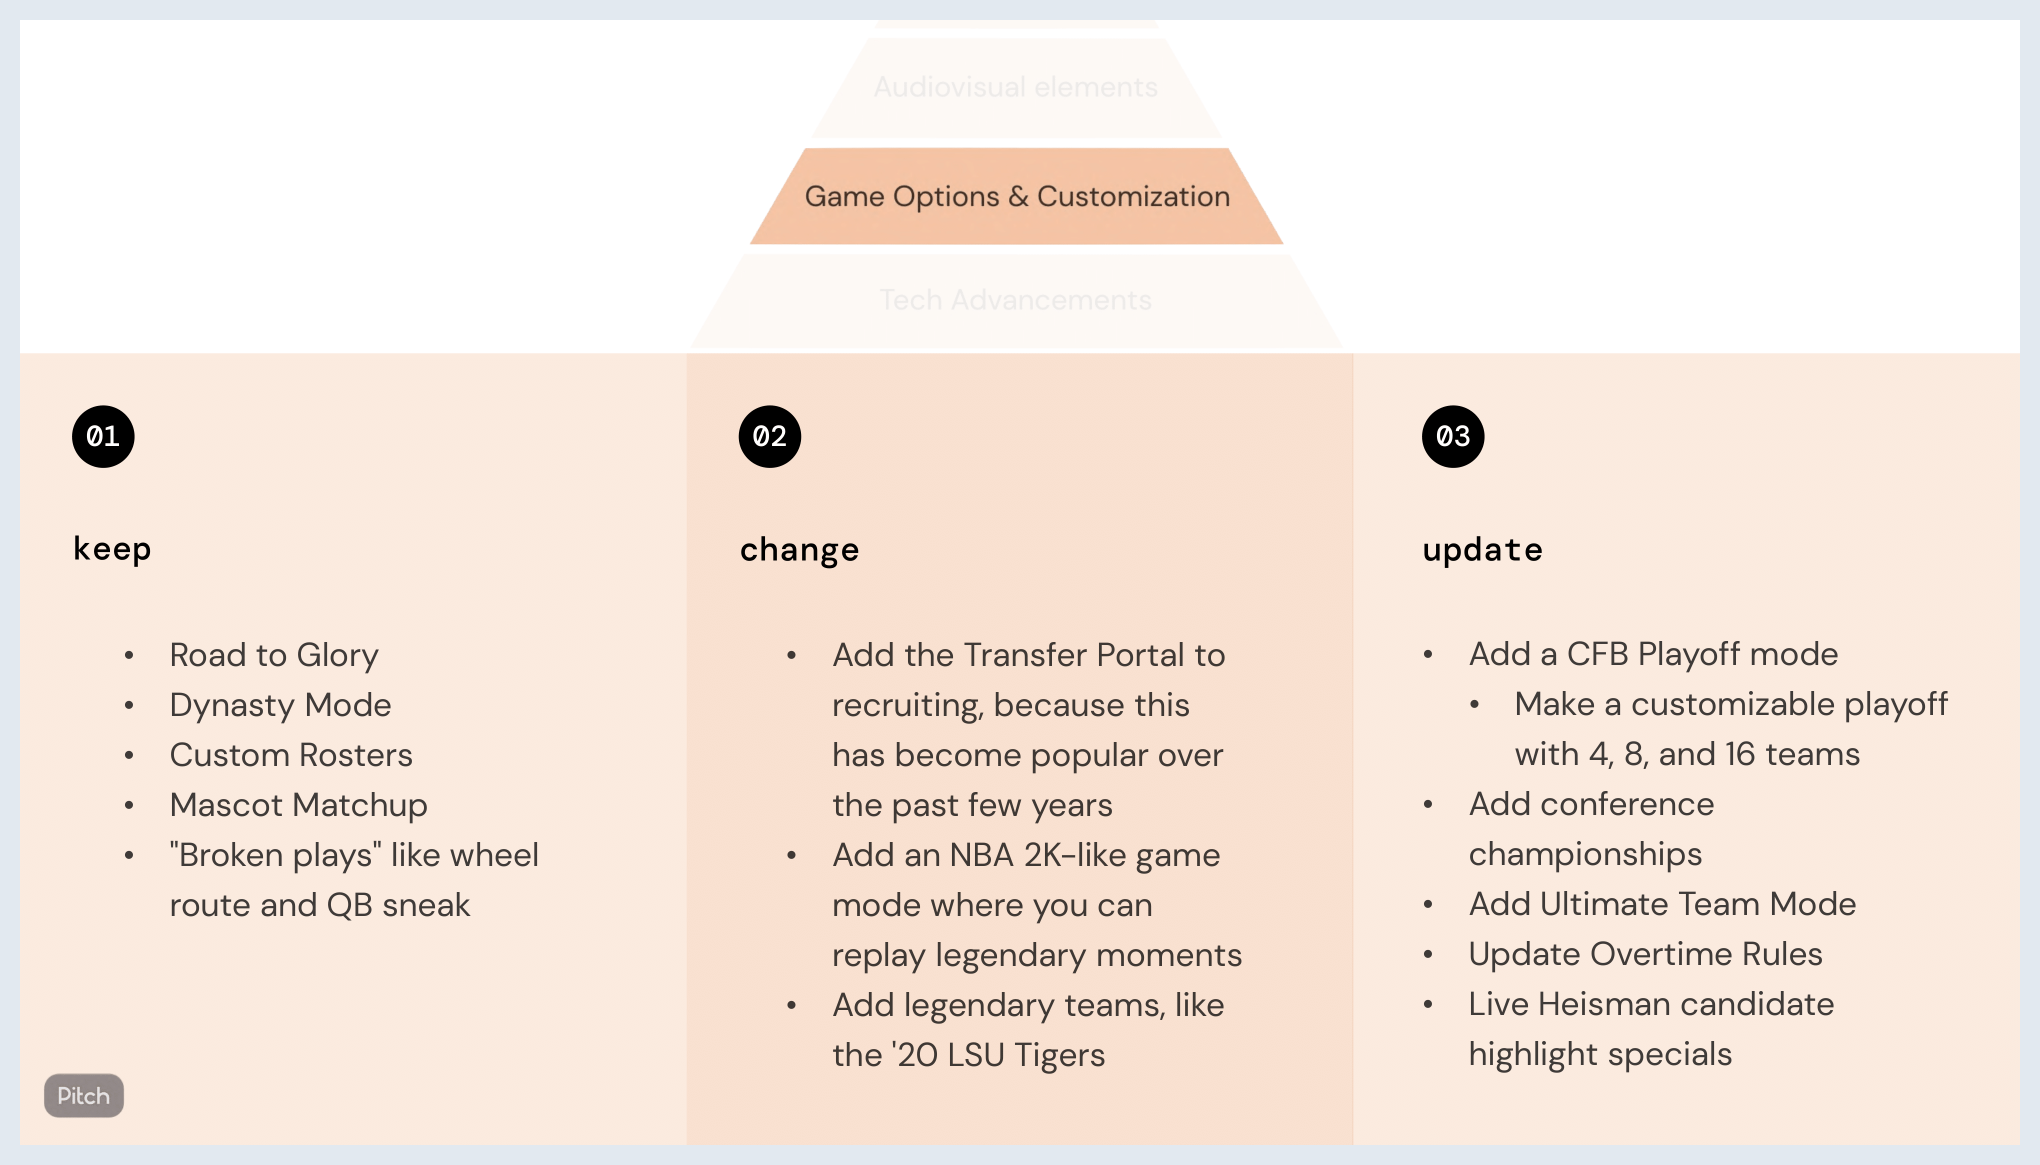 Audiovisual elements
Game Options & Customization
Tech Advancements
01
keep
• Road to Glory
• Dynasty Mode
• Custom Rosters
• Mascot Matchup
• "Broken plays" like wheel
route and QB sneak
02
change
• Add the Transfer Portal to
recruiting, because this
has become popular over
the past few years
• Add an NBA 2K-like game
mode where you can
replay legendary moments
• Add legendary teams, like
the '20 LSU Tigers
03
update
• Add a CFB Playoff mode
• Make a customizable playoff
with 4, 8, and 16 teams
• Add conference
championships
• Add Ultimate Team Mode
• Update Overtime Rules
• Live Heisman candidate
highlight specials
Pitch